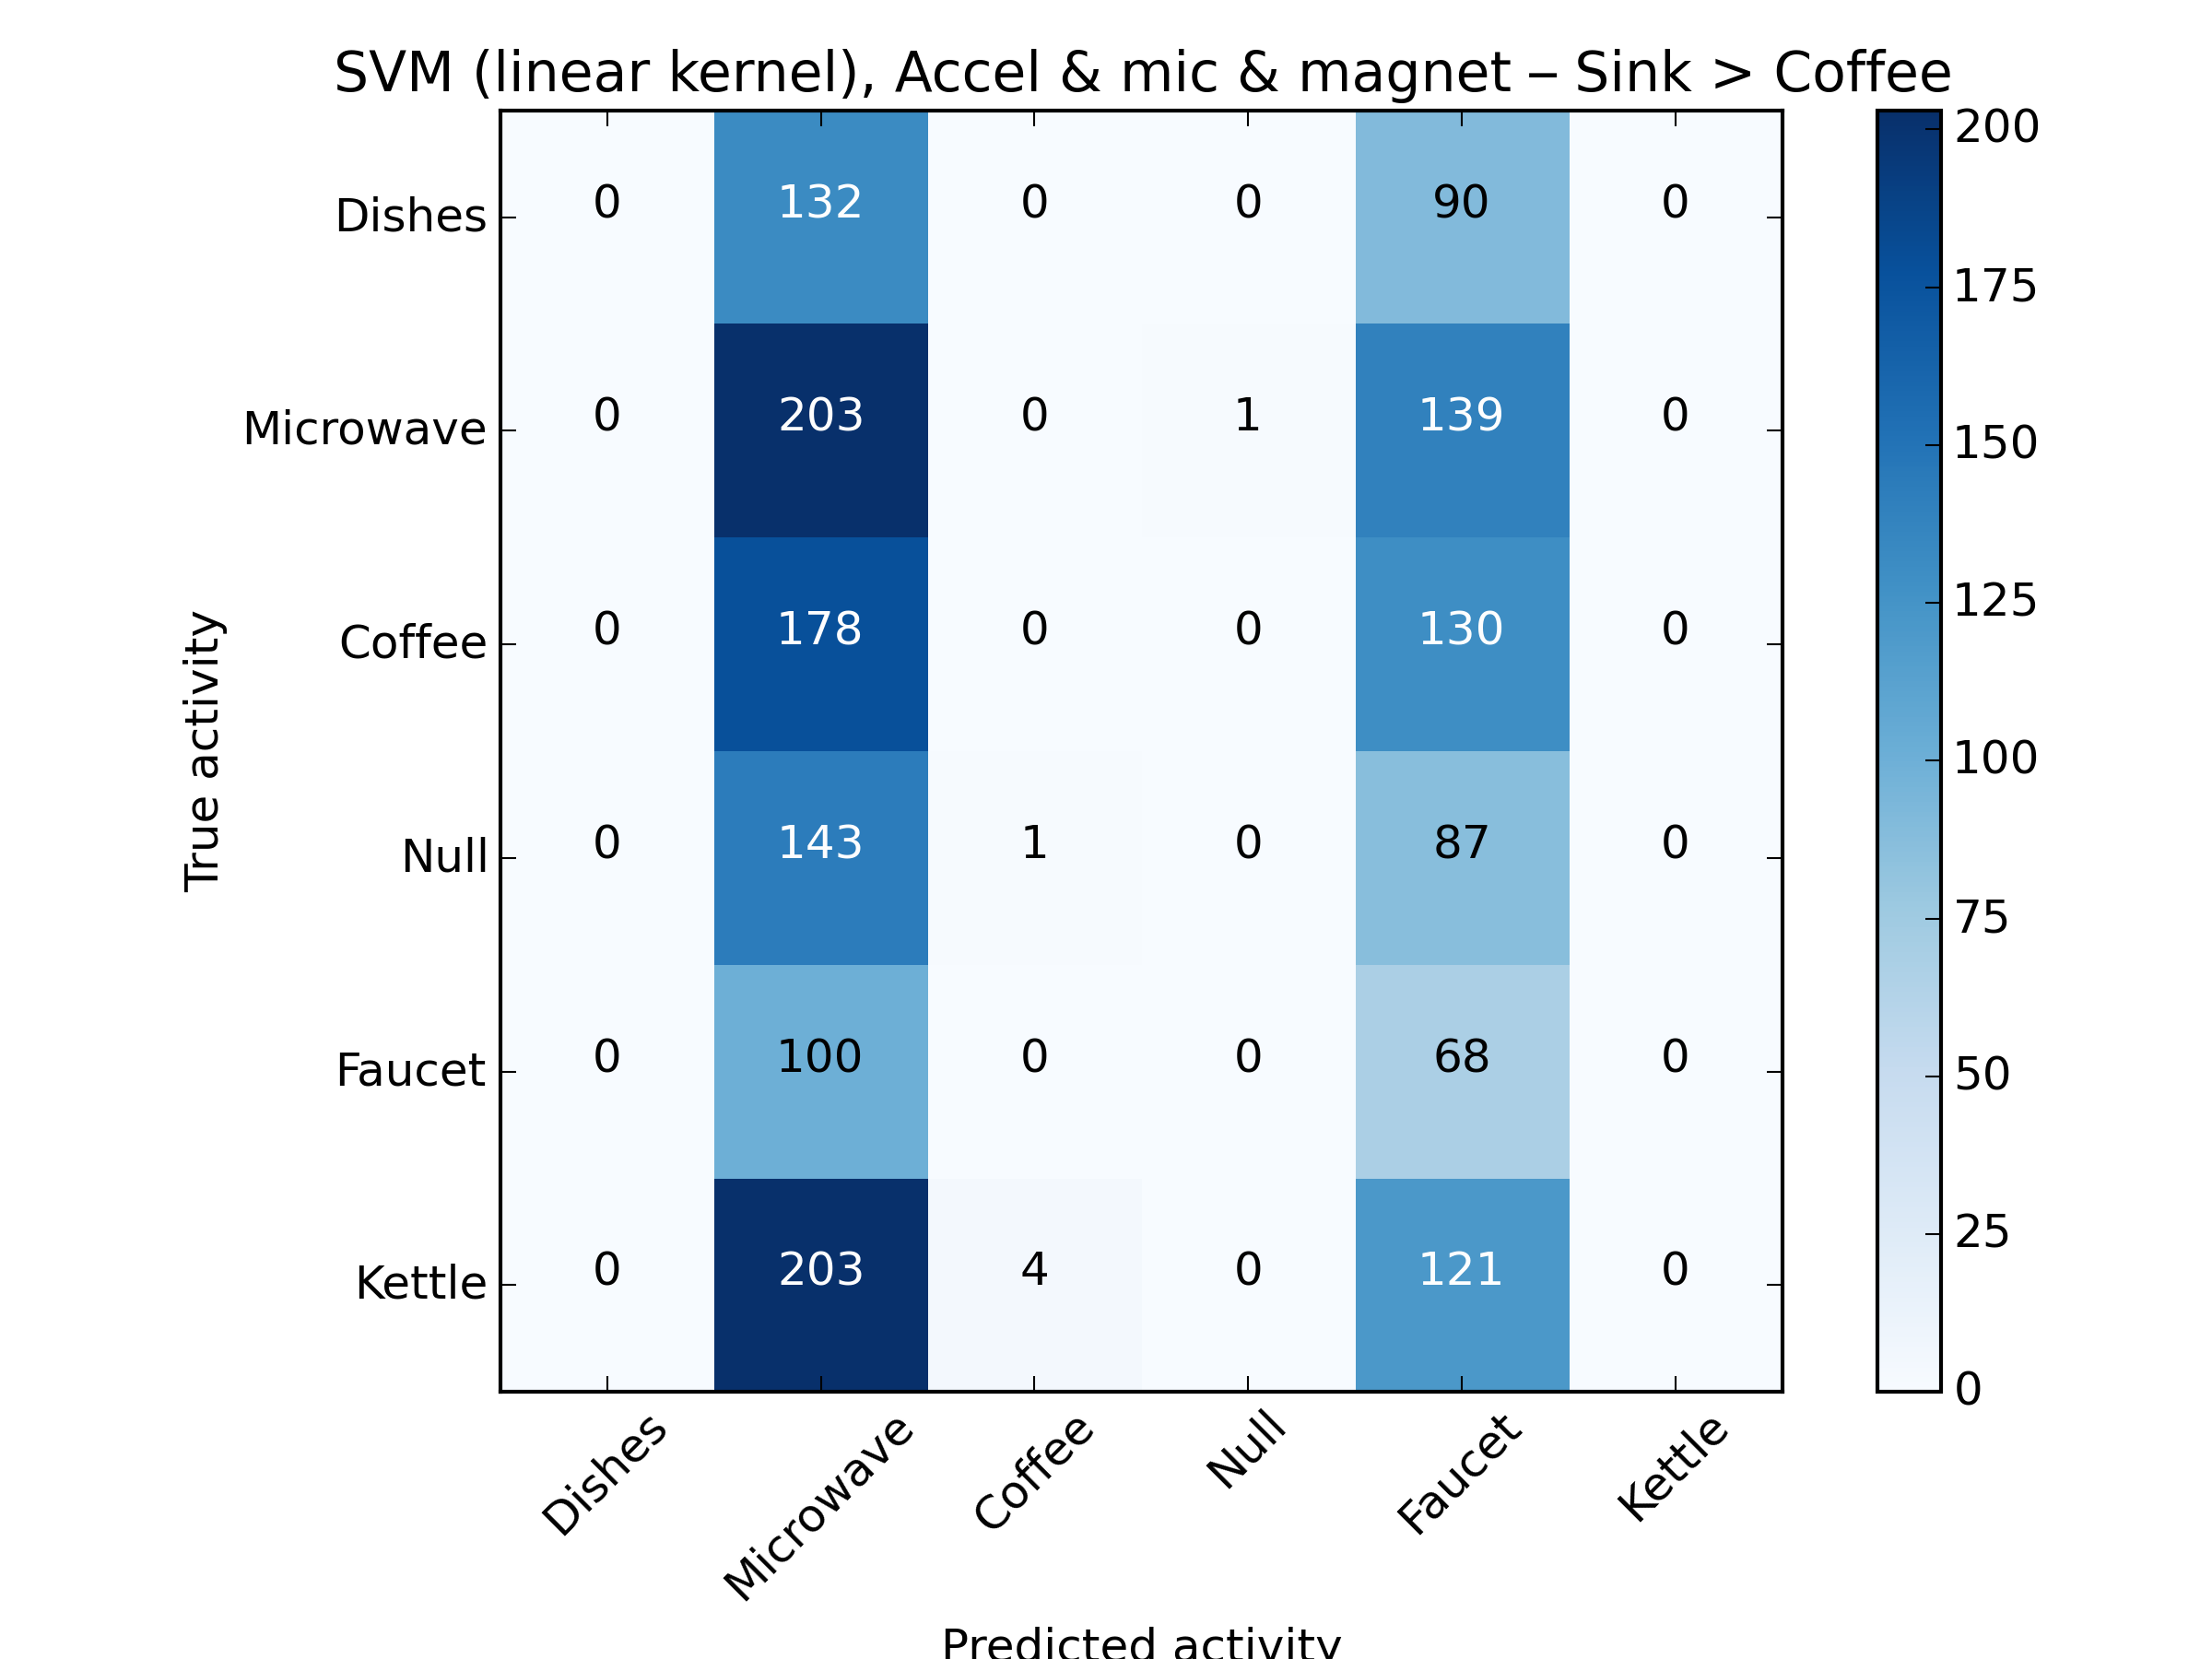 SVM (linear kernel), Accel & mic & magnet – Sink > Coffee
Dishes 0 132 0 0 90 0
Microwave 0 203 0 1 139 0
Coffee 0 178 0 0 130 0
Null 0 143 1 0 87 0
Faucet 0 100 0 0 68 0
Kettle 0 203 4 0 121 0
True activity
Dishes Microwave Coffee Null Faucet Kettle
Predicted activity
200
175
150
125
100
75
50
25
0